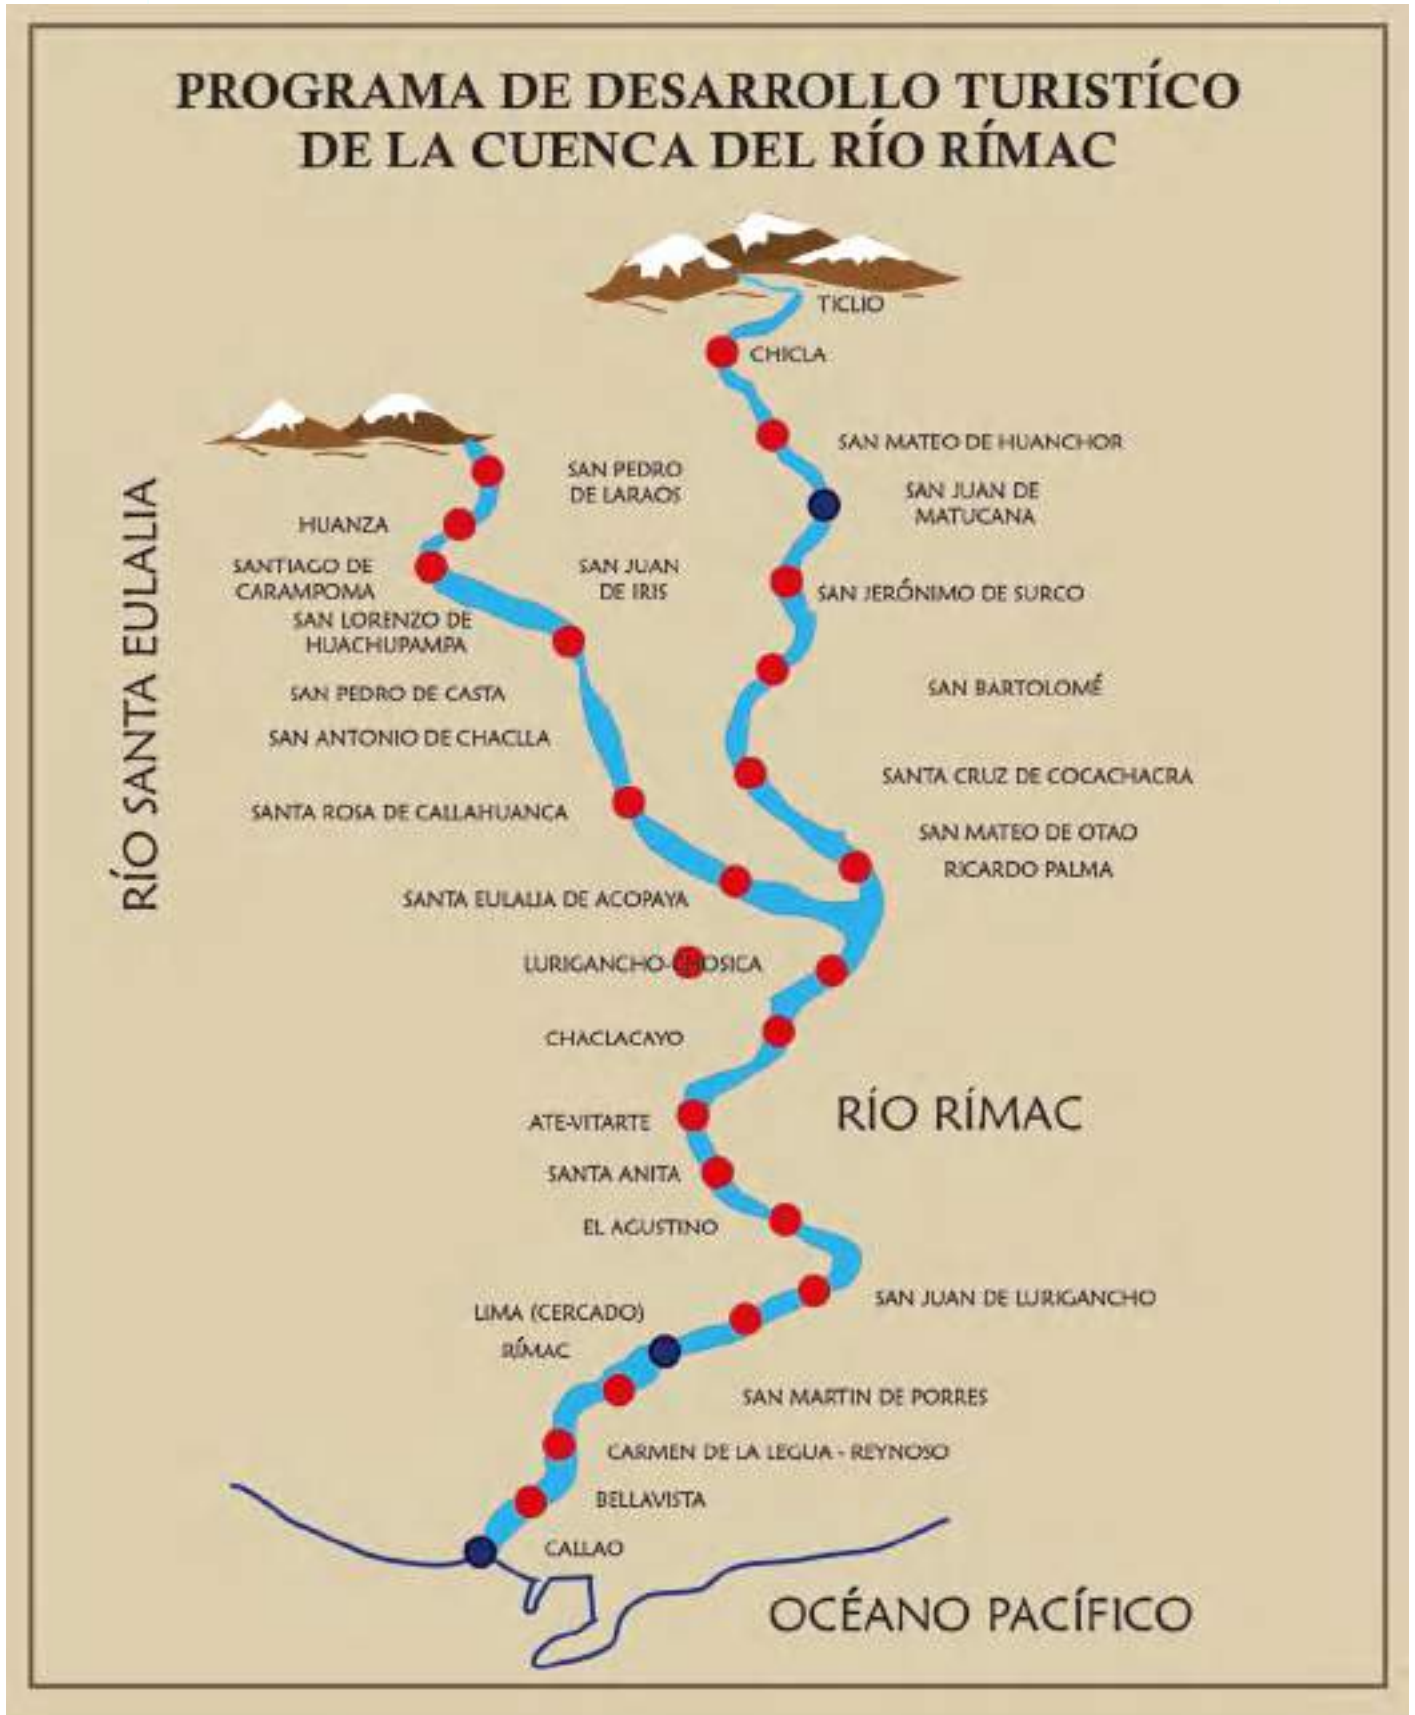 PROGRAMA DE DESARROLLO TURISTÍCO
DE LA CUENCA DEL RÍO RÍMAC
TICLIO
CHICLA
SAN MATEO DE HUANCHOR
SAN PEDRO
DE LARAOS
SAN JUAN DE
MATUCANA
HUANZA
SANTIAGO DE
CARAMPOMA
SAN JUAN
DE IRIS
SAN JERÓNIMO DE SURCO
SAN LORENZO DE
HUACHUPAMPA
RÍO SANTA EULALIA
SAN PEDRO DE CASTA
SAN BARTOLOMÉ
SAN ANTONIO DE CHACLLA
SANTA CRUZ DE COCACHACRA
SANTA ROSA DE CALLAHUANCA
SAN MATEO DE OTAO
RICARDO PALMA
SANTA EULALIA DE ACOPAYA
LURIGANCHO-CHOSICA
CHACLACAYO
RÍO RÍMAC
ATE-VITARTE
SANTA ANITA
EL AGUSTINO
SAN JUAN DE LURIGANCHO
LIMA (CERCADO)
RÍMAC
SAN MARTIN DE PORRES
CARMEN DE LA LEGUA - REYNOSO
BELLAVISTA
CALLAO
OCÉANO PACÍFICO